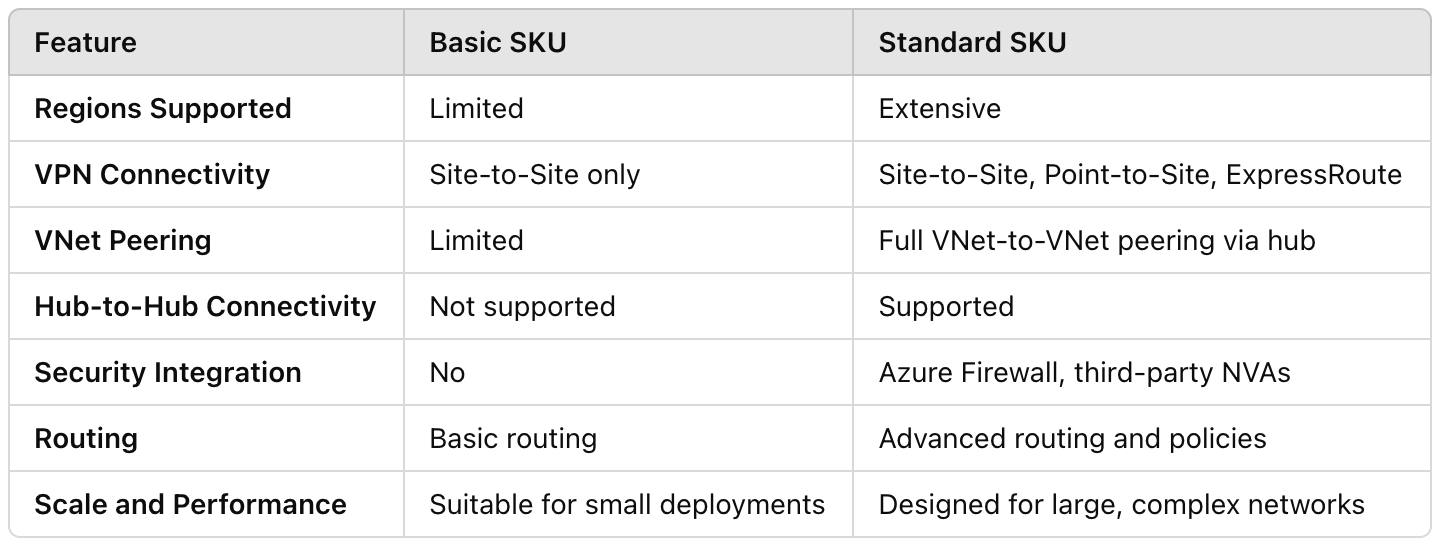 Feature Basic SKU Standard SKU
Regions Supported Limited Extensive
VPN Connectivity Site-to-Site only Site-to-Site, Point-to-Site, ExpressRoute
VNet Peering Limited Full VNet-to-VNet peering via hub
Hub-to-Hub Connectivity Not supported Supported
Security Integration No Azure Firewall, third-party NVAs
Routing Basic routing Advanced routing and policies
Scale and Performance Suitable for small deployments Designed for large, complex networks